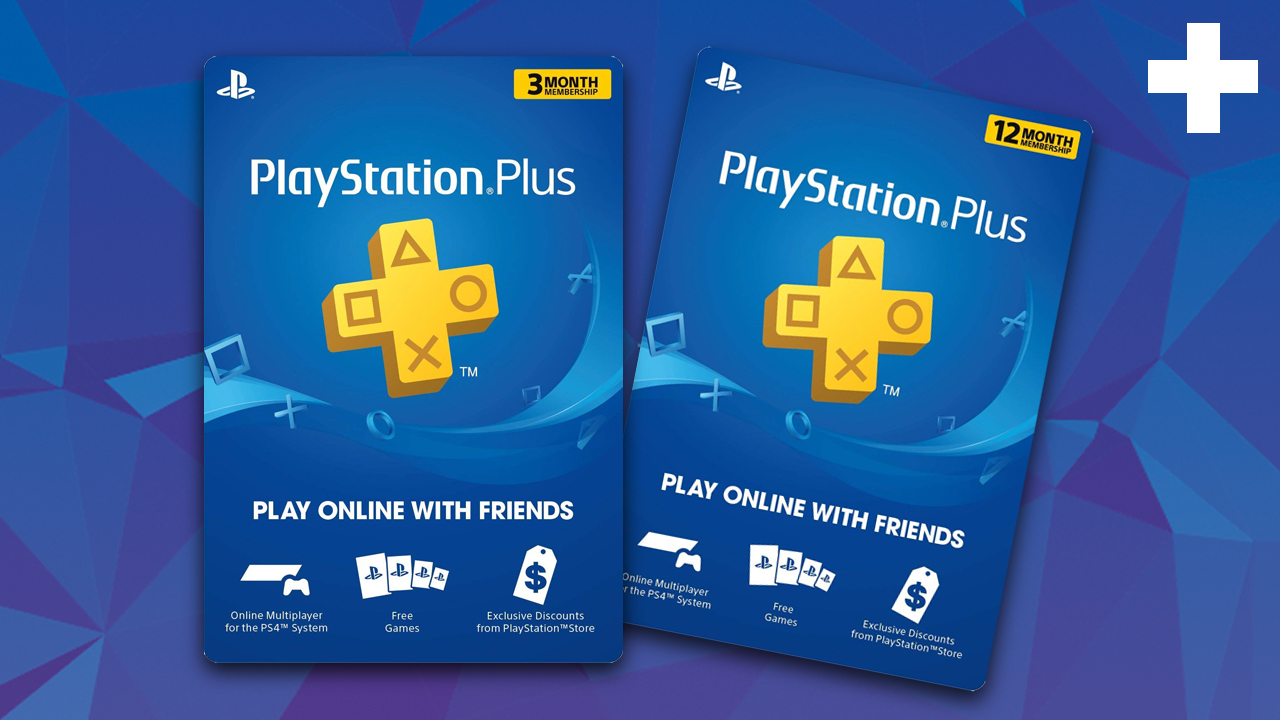 3 MONTH
MEMBERSHIP
PlayStation®Plus
TM
PLAY ONLINE WITH FRIENDS
Online Multiplayer
for the PS4™ System
Free
Games
Exclusive Discounts
from PlayStation™Store
12 MONTH
MEMBERSHIP
PlayStation®Plus
TM
PLAY ONLINE WITH FRIENDS
Online Multiplayer
the PS4™ System
Free
Games
Exclusive Discounts
from PlayStation™Store